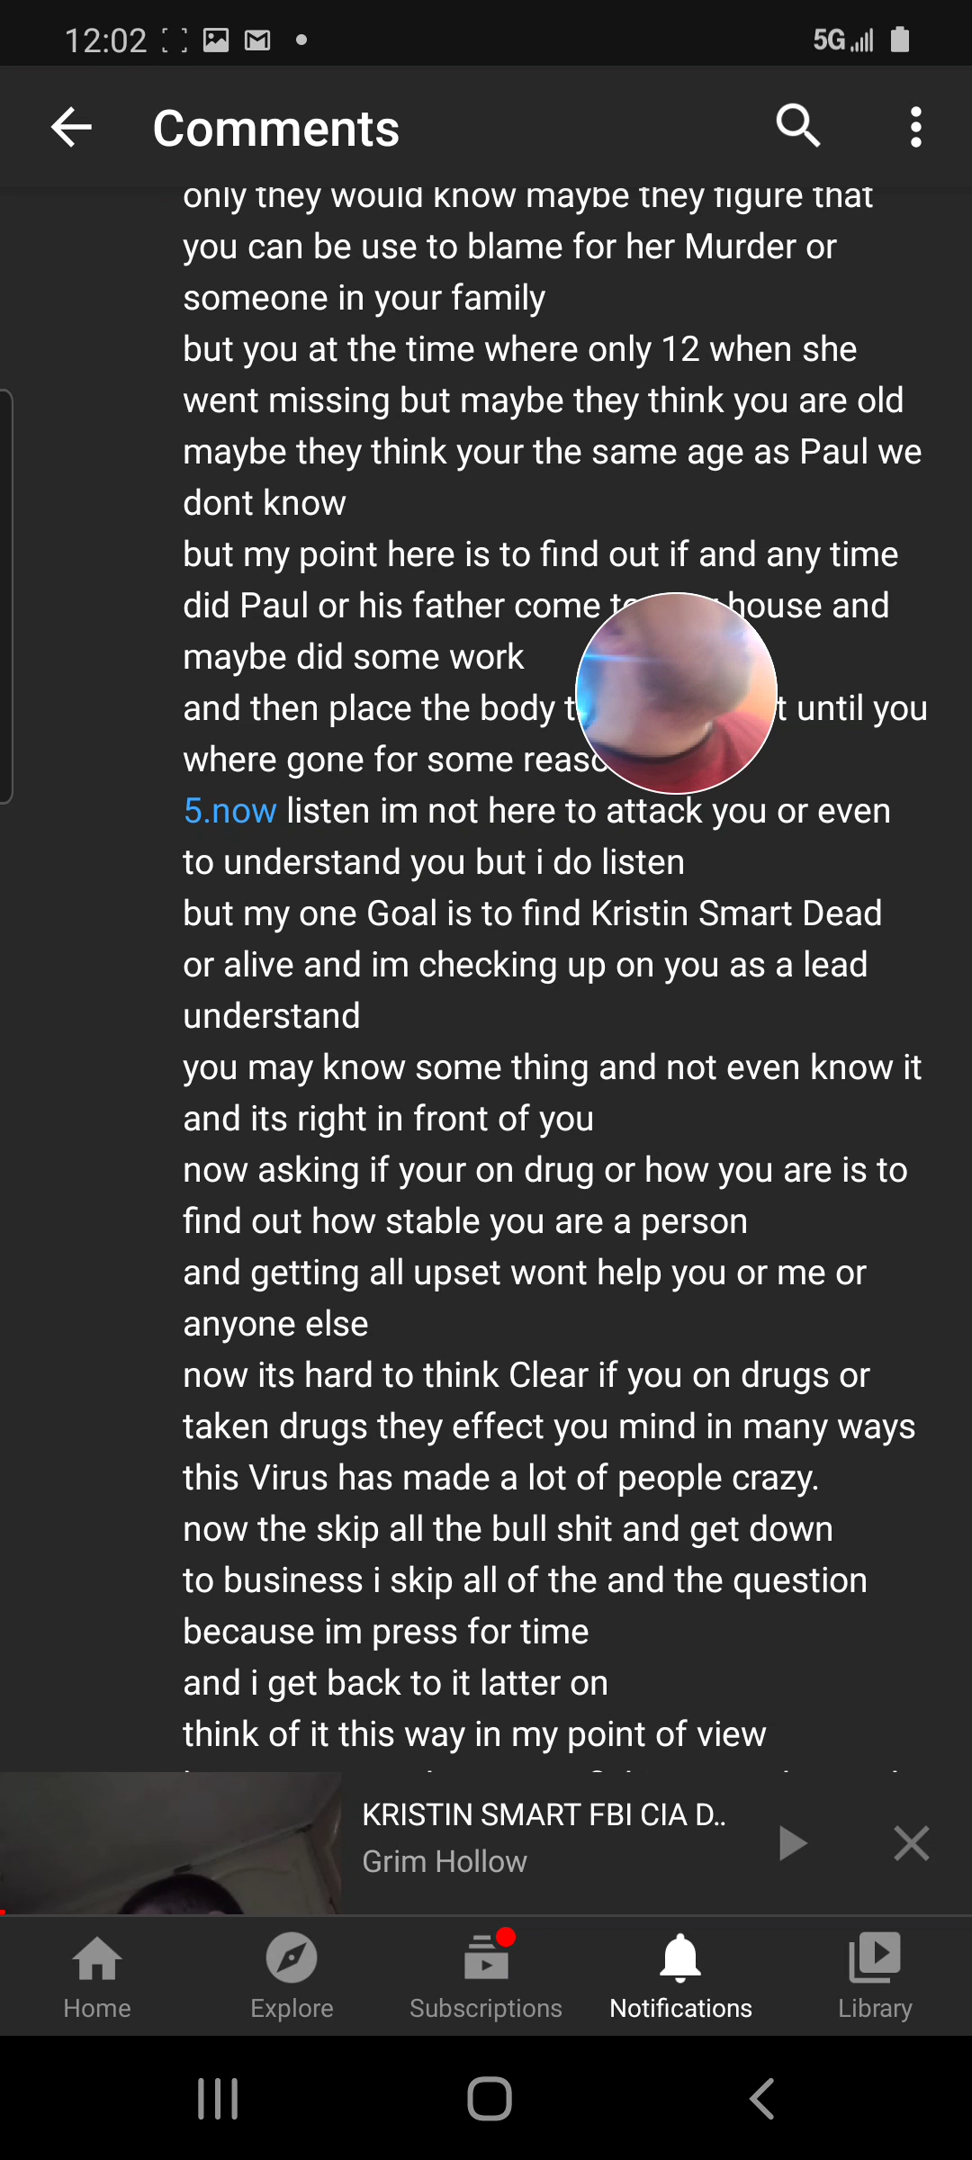 12:02
5G
Comments
only they would know maybe they figure that
you can be use to blame for her Murder or
someone in your family
but you at the time where only 12 when she
went missing but maybe they think you are old
maybe they think your the same age as Paul we
dont know
but my point here is to find out if and any time
did Paul or his father come house and
maybe did some work
and then place the body until you
where gone for some
5.now listen im not here to attack you or even
to understand you but i do listen
but my one Goal is to find Kristin Smart Dead
or alive and im checking up on you as a lead
understand
you may know some thing and not even know it
and its right in front of you
now asking if your on drug or how you are is to
find out how stable you are a person
and getting all upset wont help you or me or
anyone else
now its hard to think Clear if you on drugs or
taken drugs they effect you mind in many ways
this Virus has made a lot of people crazy.
now the skip all the bull shit and get down
to business i skip all of the and the question
because im press for time
and i get back to it latter on
think of it this way in my point of view
KRISTIN SMART FBI CIA D..
Grim Hollow
Home
Explore
Subscriptions
Notifications
Library